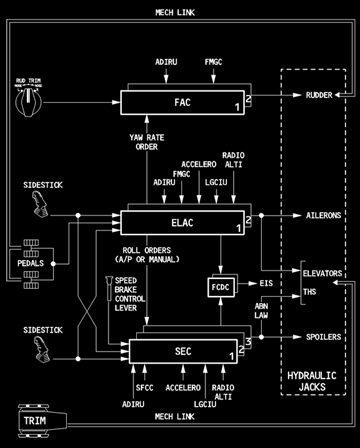 MECH LINK
ADIRU
FMGC
RUD TRIM
NOSE
NOSE
FAC
2
1
RUDDER
YAW RATE
ORDER
RADIO
ALTI
ACCELERO
FMGC
LGCIU
ADIRU
SIDESTICK
ELAC
2
1
AILERONS
ROLL ORDERS
(A/P OR MANUAL)
PEDALS
SPEED
BRAKE
CONTROL
LEVER
FCDC
EIS
ELEVATORS
THS
ABN
LAW
SIDESTICK
SEC
3
2
1
SPOILERS
HYDRAULIC
JACKS
SFCC
ACCELERO
RADIO
ALTI
ADIRU
LGCIU
MECH LINK
TRIM